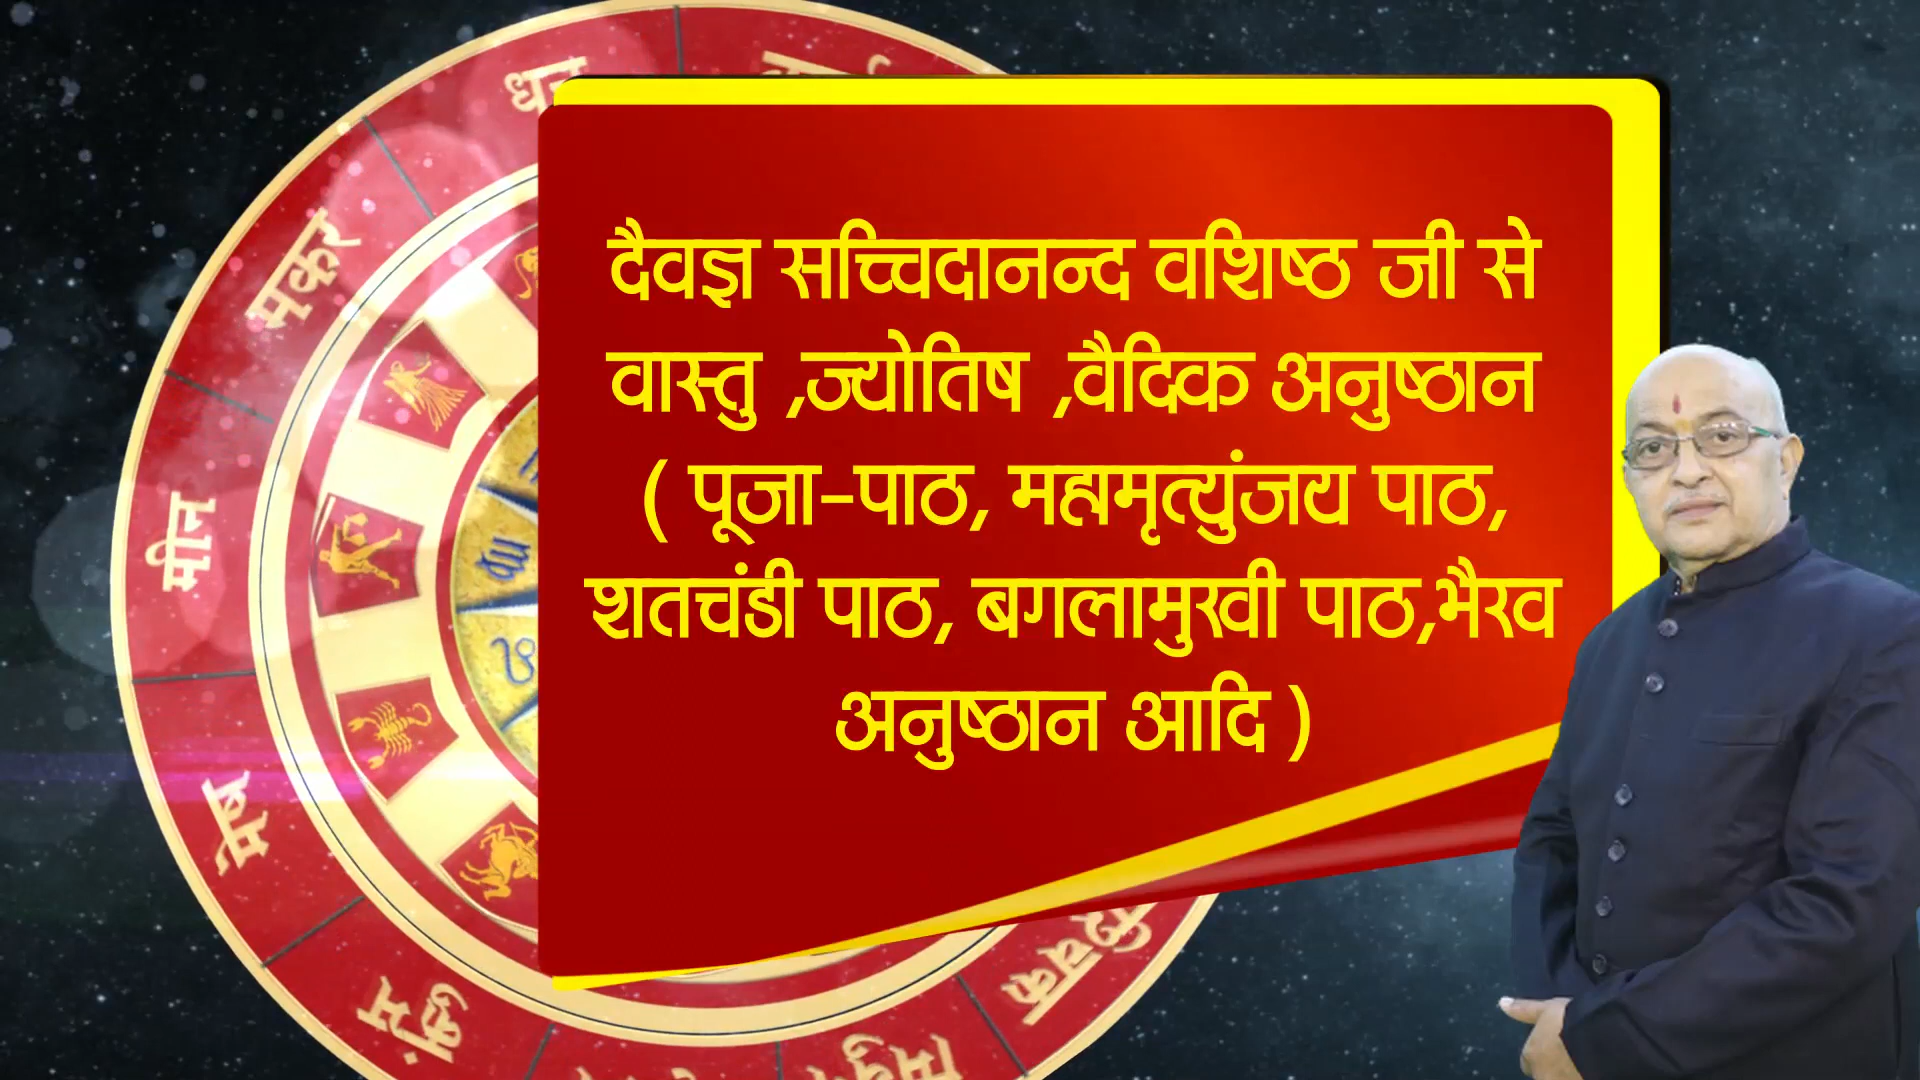 दैवज्ञ सच्चिदानन्द वशिष्ठ जी से
वास्तु ,ज्योतिष ,वैदिक अनुष्ठान
( पूजा-पाठ, महामृत्युंजय पाठ,
शतचंडी पाठ, बगलामुखी पाठ,भैरव
अनुष्ठान आदि )
धनु
मकर
मीन
मेष
कुंभ